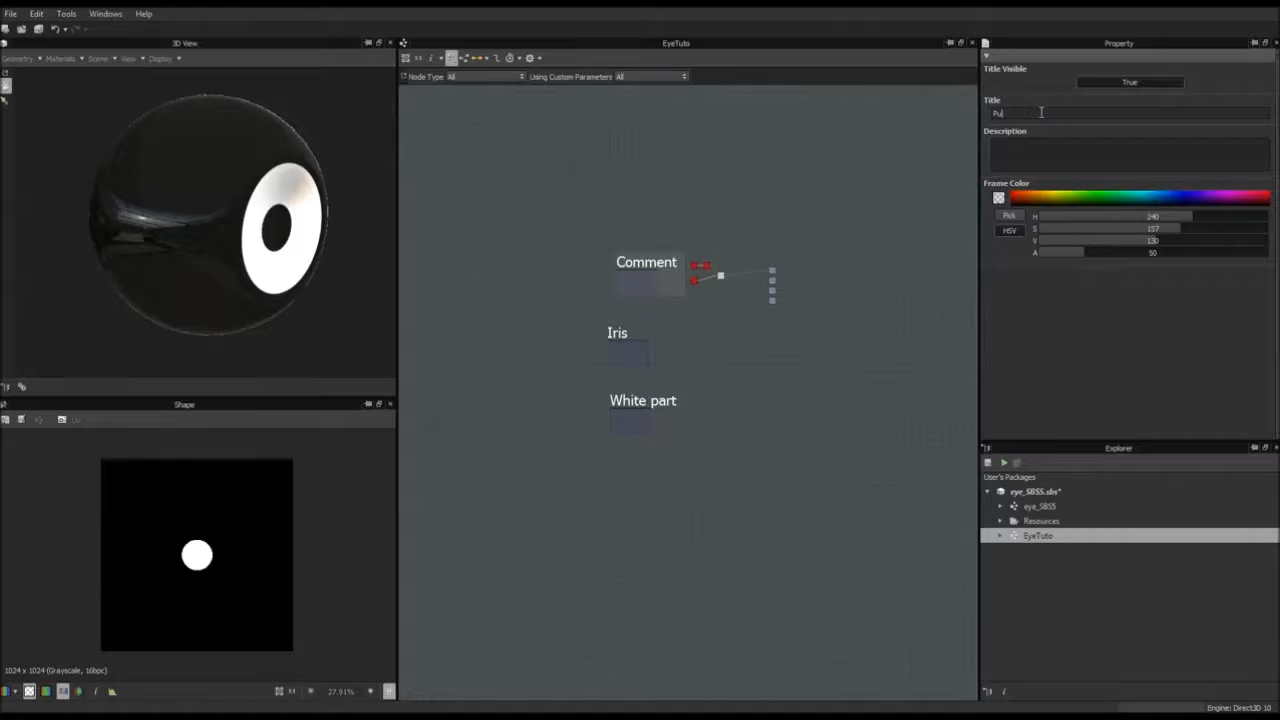 File Edit Tools Windows Help
3D View
Geometry Materials Scene View Display
EyeTuto
Node Type All Using Custom Parameters All
Comment
Iris
White part
Shape
1024 x 1024 (Grayscale, 16bpc)
27.91%
Property
Title Visible
True
Title
Pu
Description
Frame Color
Pick H 240
HSV S 157
V 130
A 50
Explorer
User's Packages
eye_SBS5.sbs*
eye_SBS5
Resources
EyeTuto
Engine: Direct3D 10